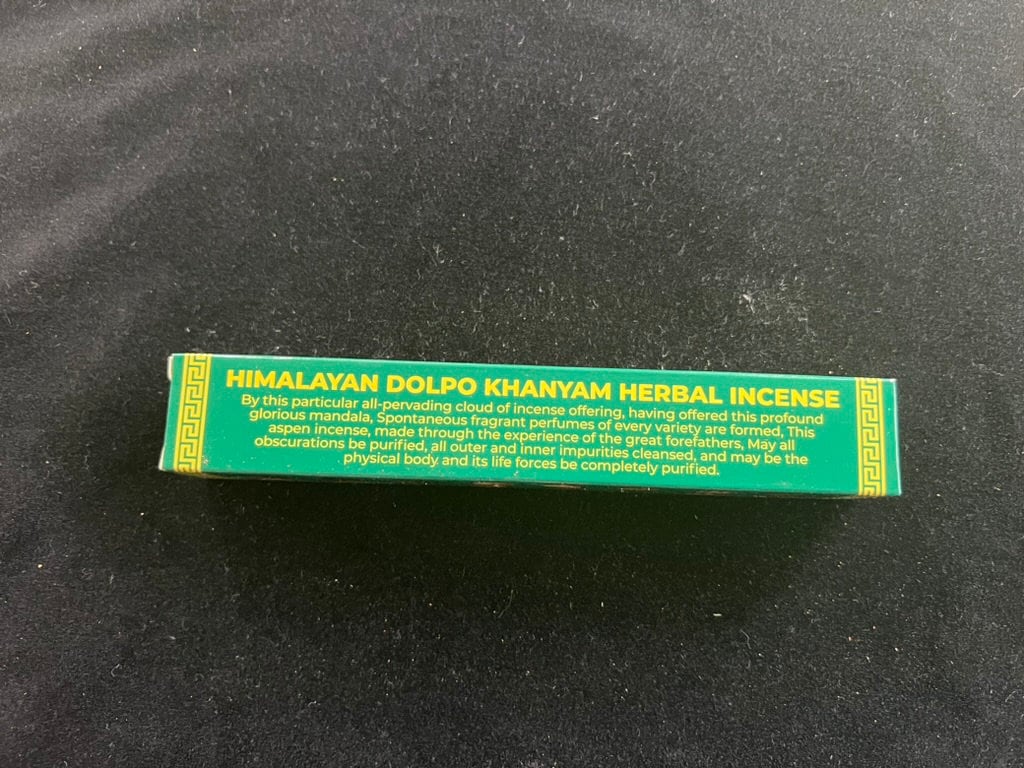 HIMALAYAN DOLPO KHANYAM HERBAL INCENSE
By this particular all-pervading cloud of incense offering, having offered this profound
glorious mandala, Spontaneous fragrant perfumes of every variety are formed, This
aspen incense, made through the experience of the great forefathers, May all
obscurations be purified, all outer and inner impurities cleansed, and may be the
physical body and its life forces be completely purified.